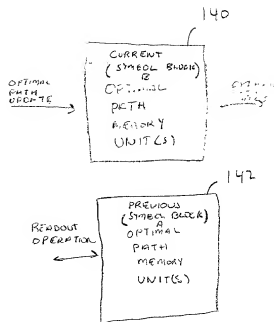 140
CURRENT
(SYMBOL BLOCK)
B
OPTIMAL
PATH
MEMORY
UNIT(S)
OPTIMAL
PATH
UPDATE
142
PREVIOUS
(SYMBOL BLOCK)
A
OPTIMAL
PATH
MEMORY
UNIT(S)
READOUT
OPERATION